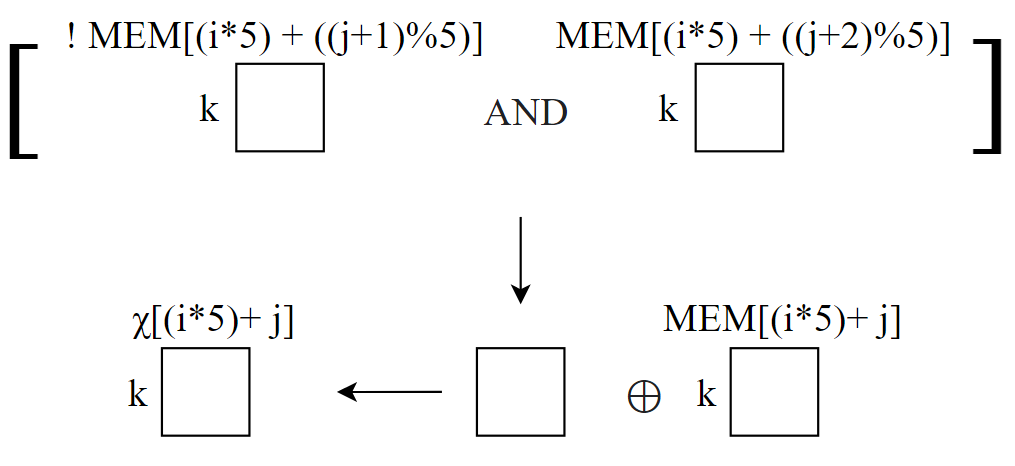 [ ! MEM[(i*5) + ((j+1)%5)] MEM[(i*5) + ((j+2)%5)] ]
k AND k
χ[(i*5)+ j] MEM[(i*5)+ j]
k ⊕ k